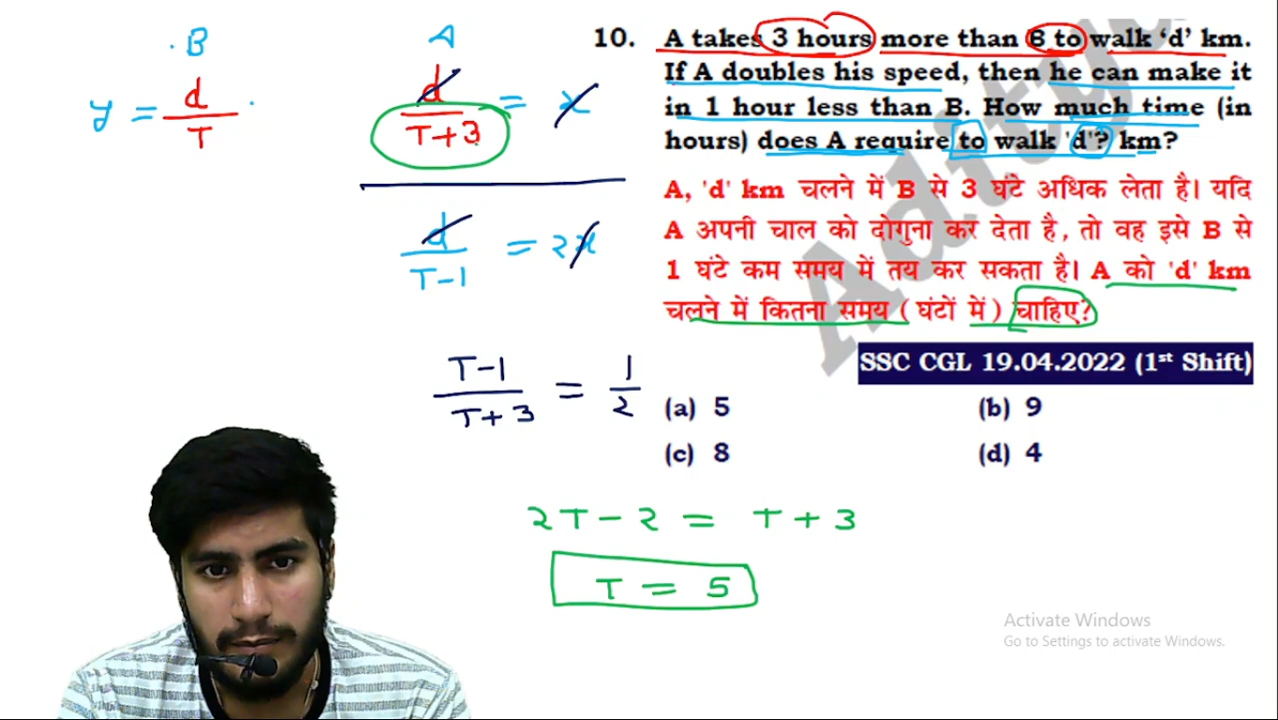 B
y = d/T
A
d/T+3 = x
d/T-1 = 2x
T-1/T+3 = 1/2
2T-2 = T+3
T = 5
10. A takes 3 hours more than B to walk 'd' km.
If A doubles his speed, then he can make it
in 1 hour less than B. How much time (in
hours) does A require to walk 'd'? km?
A, 'd' km चलने में B से 3 घंटे अधिक लेता है। यदि
A अपनी चाल को दोगुना कर देता है, तो वह इसे B से
1 घंटे कम समय में तय कर सकता है। A को 'd' km
चलने में कितना समय (घंटों में) चाहिए?
SSC CGL 19.04.2022 (1st Shift)
(a) 5 (b) 9
(c) 8 (d) 4
Activate Windows
Go to Settings to activate Windows.